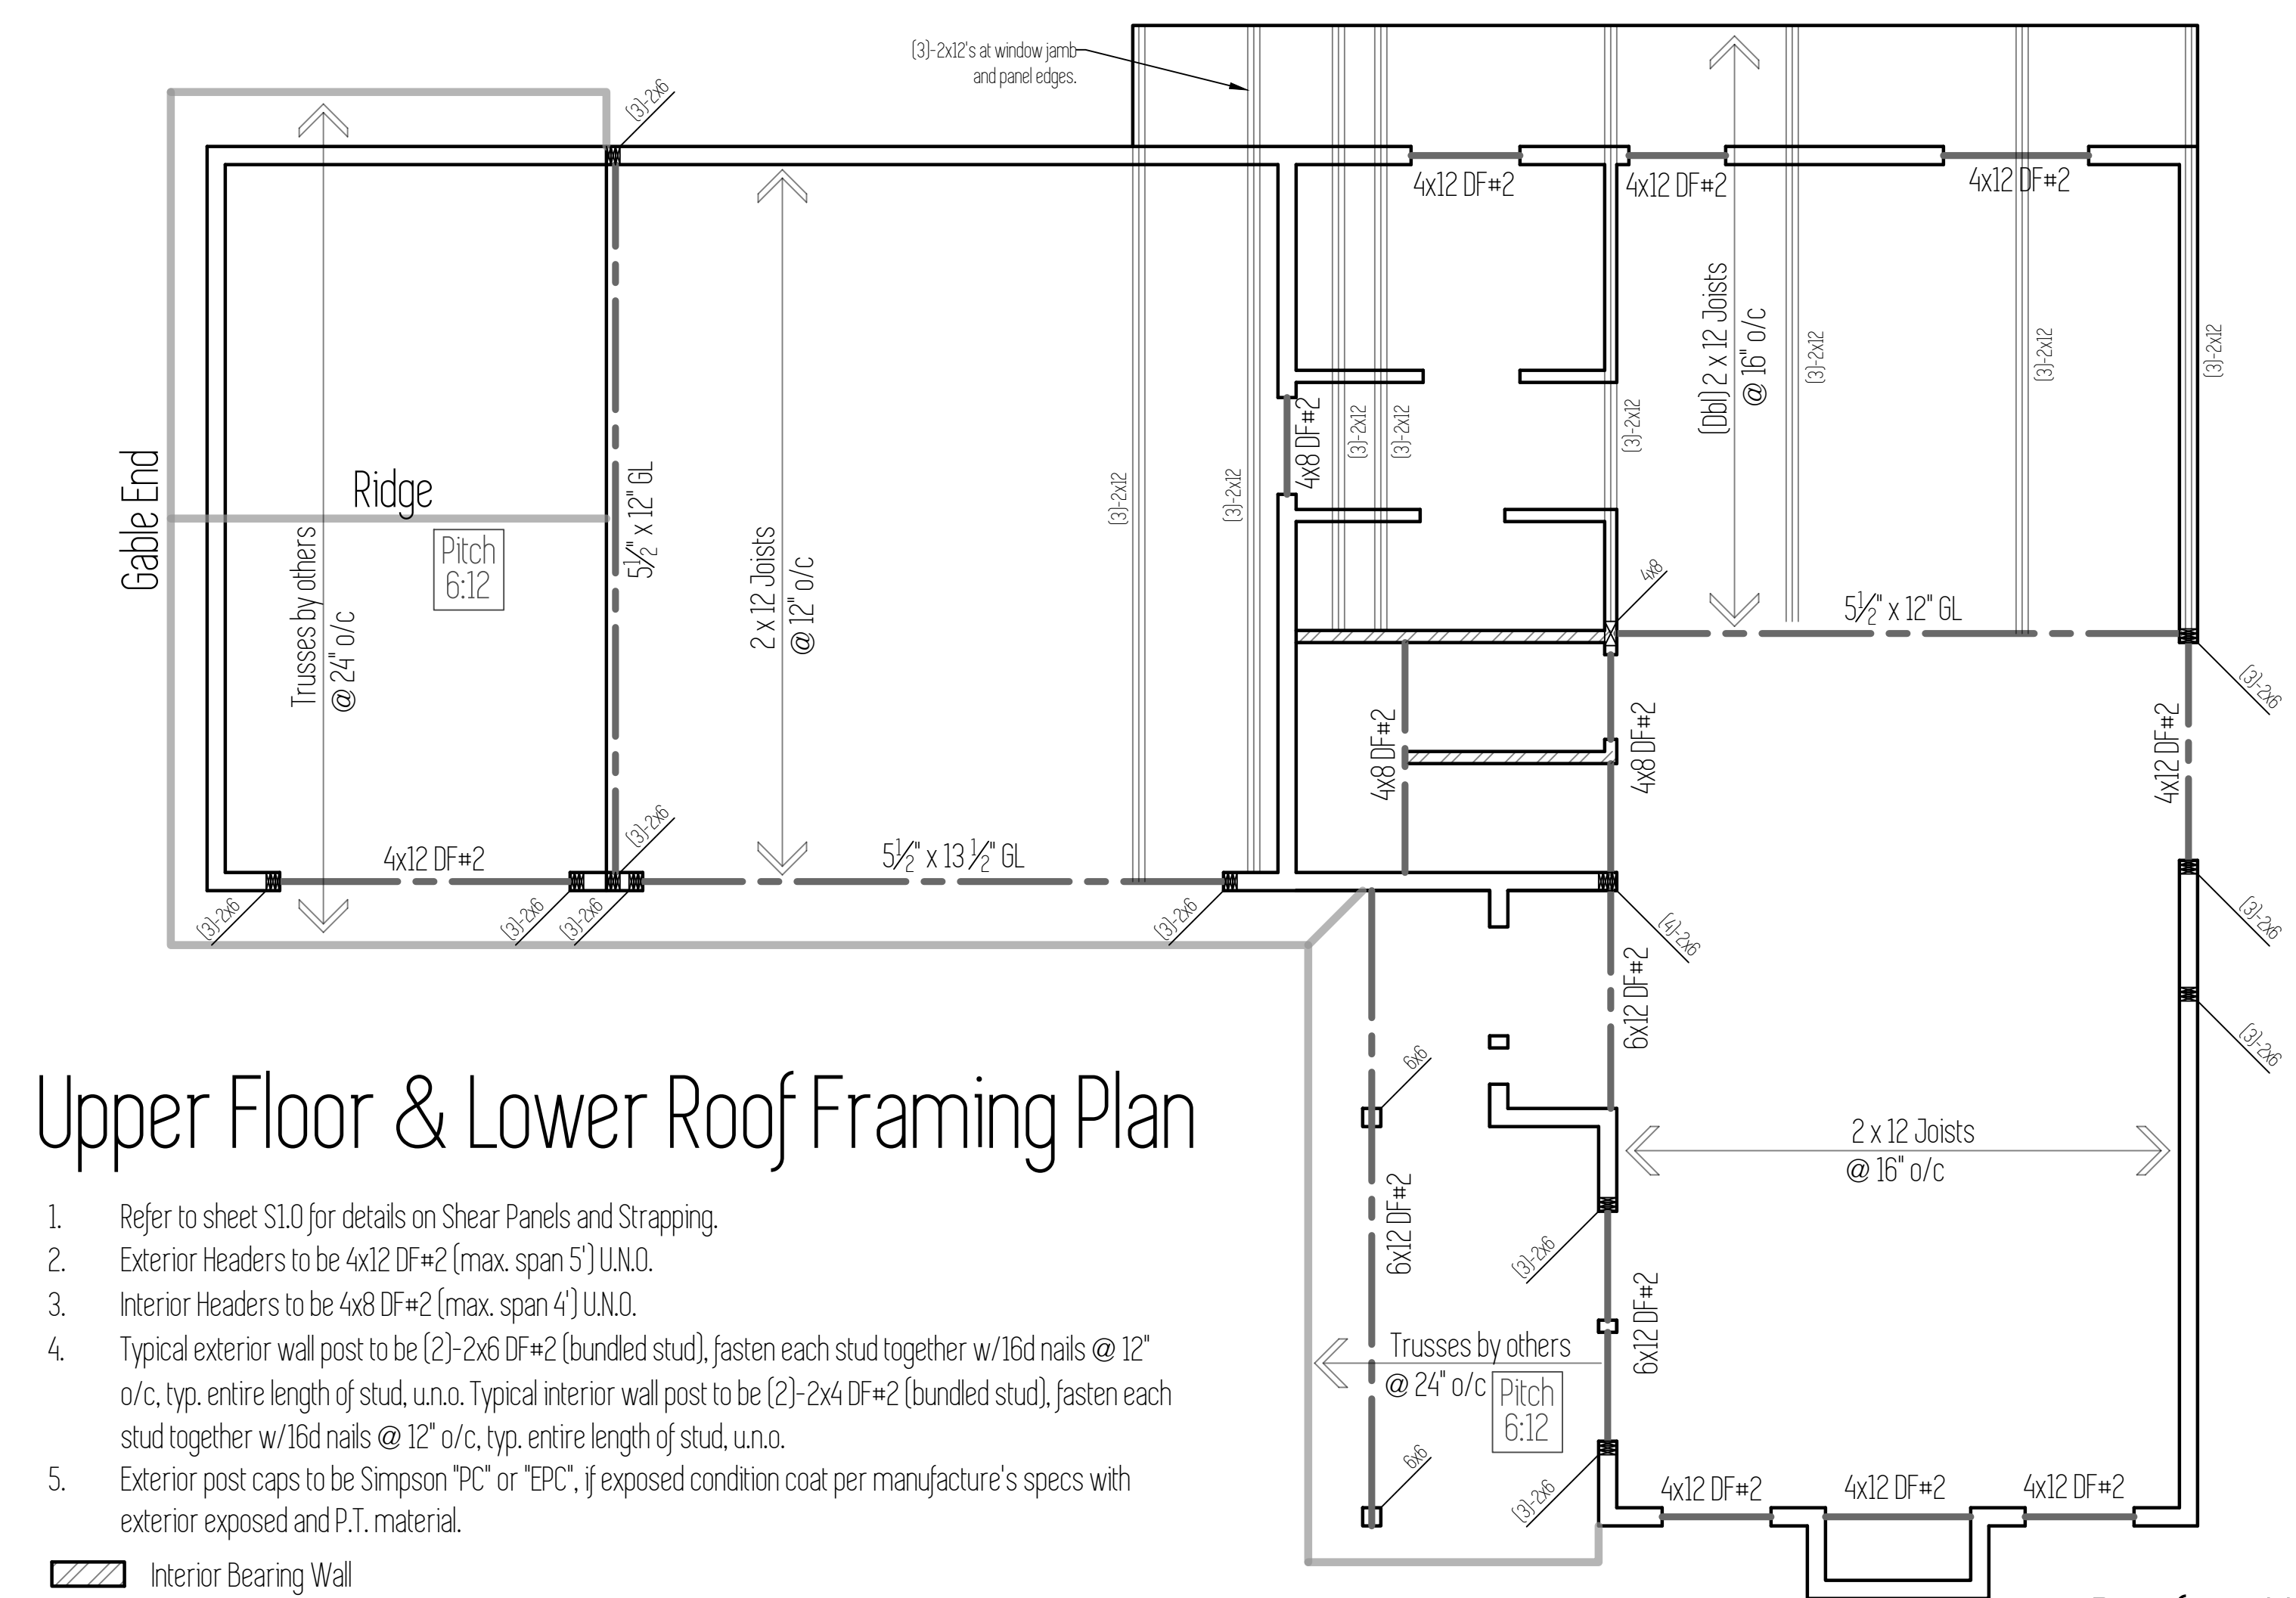 (3)-2x12's at window jamb
and panel edges.
(3)-2x6
4x12 DF#2
4x12 DF#2
4x12 DF#2
Gable End
Ridge
Pitch
6:12
Trusses by others
@ 24" o/c
5½" x 12" GL
2 x 12 Joists
@ 12" o/c
(3)-2x12
(3)-2x12
4x8 DF#2
(3)-2x12
(3)-2x12
(3)-2x12
(Dbl) 2 x 12 Joists
@ 16" o/c
(3)-2x12
(3)-2x12
(3)-2x12
4x8
5½" x 12" GL
(3)-2x6
4x8 DF#2
4x8 DF#2
4x12 DF#2
(3)-2x6
4x12 DF#2
5½" x 13 ½" GL
(3)-2x6
(3)-2x6
(3)-2x6
(3)-2x6
(4)-2x6
(3)-2x6
6x12 DF#2
(3)-2x6
6x6
2 x 12 Joists
@ 16" o/c
6x12 DF#2
(3)-2x6
6x12 DF#2
Trusses by others
@ 24" o/c
Pitch
6:12
6x6
(3)-2x6
4x12 DF#2
4x12 DF#2
4x12 DF#2
Upper Floor & Lower Roof Framing Plan
1. Refer to sheet S1.0 for details on Shear Panels and Strapping.
2. Exterior Headers to be 4x12 DF#2 (max. span 5') U.N.O.
3. Interior Headers to be 4x8 DF#2 (max. span 4') U.N.O.
4. Typical exterior wall post to be (2)-2x6 DF#2 (bundled stud), fasten each stud together w/16d nails @ 12"
o/c, typ. entire length of stud, u.n.o. Typical interior wall post to be (2)-2x4 DF#2 (bundled stud), fasten each
stud together w/16d nails @ 12" o/c, typ. entire length of stud, u.n.o.
5. Exterior post caps to be Simpson "PC" or "EPC", if exposed condition coat per manufacture's specs with
exterior exposed and P.T. material.
Interior Bearing Wall